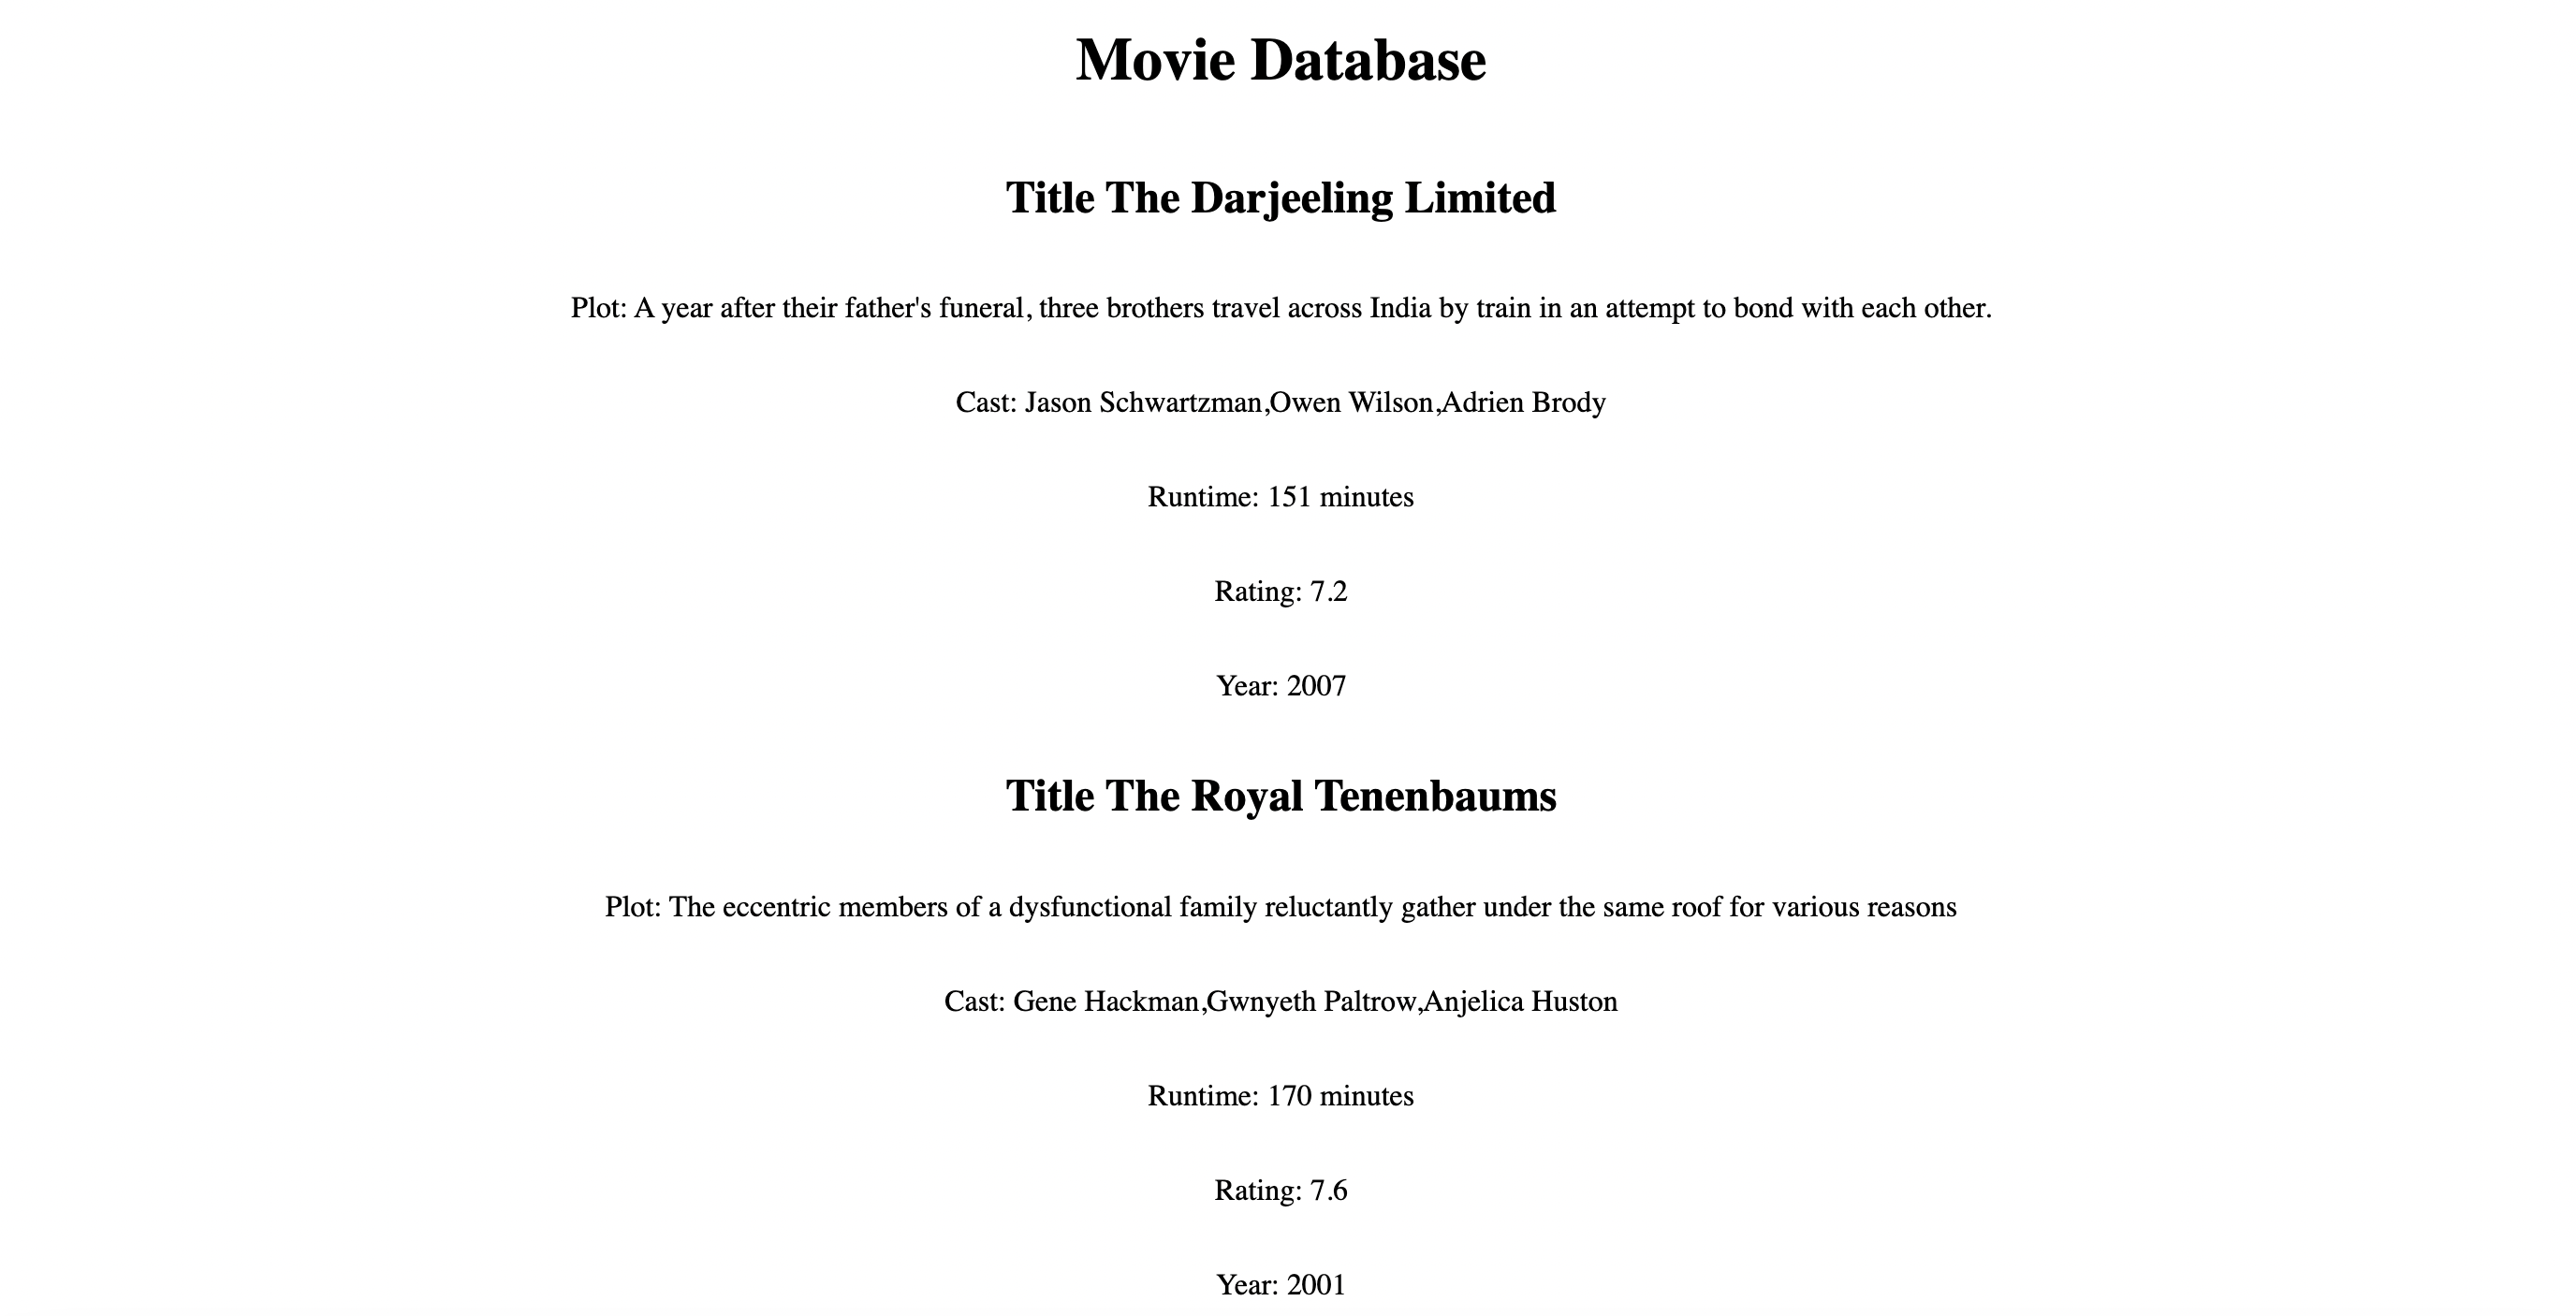 Movie Database
Title The Darjeeling Limited
Plot: A year after their father's funeral, three brothers travel across India by train in an attempt to bond with each other.
Cast: Jason Schwartzman,Owen Wilson,Adrien Brody
Runtime: 151 minutes
Rating: 7.2
Year: 2007
Title The Royal Tenenbaums
Plot: The eccentric members of a dysfunctional family reluctantly gather under the same roof for various reasons
Cast: Gene Hackman,Gwnyeth Paltrow,Anjelica Huston
Runtime: 170 minutes
Rating: 7.6
Year: 2001